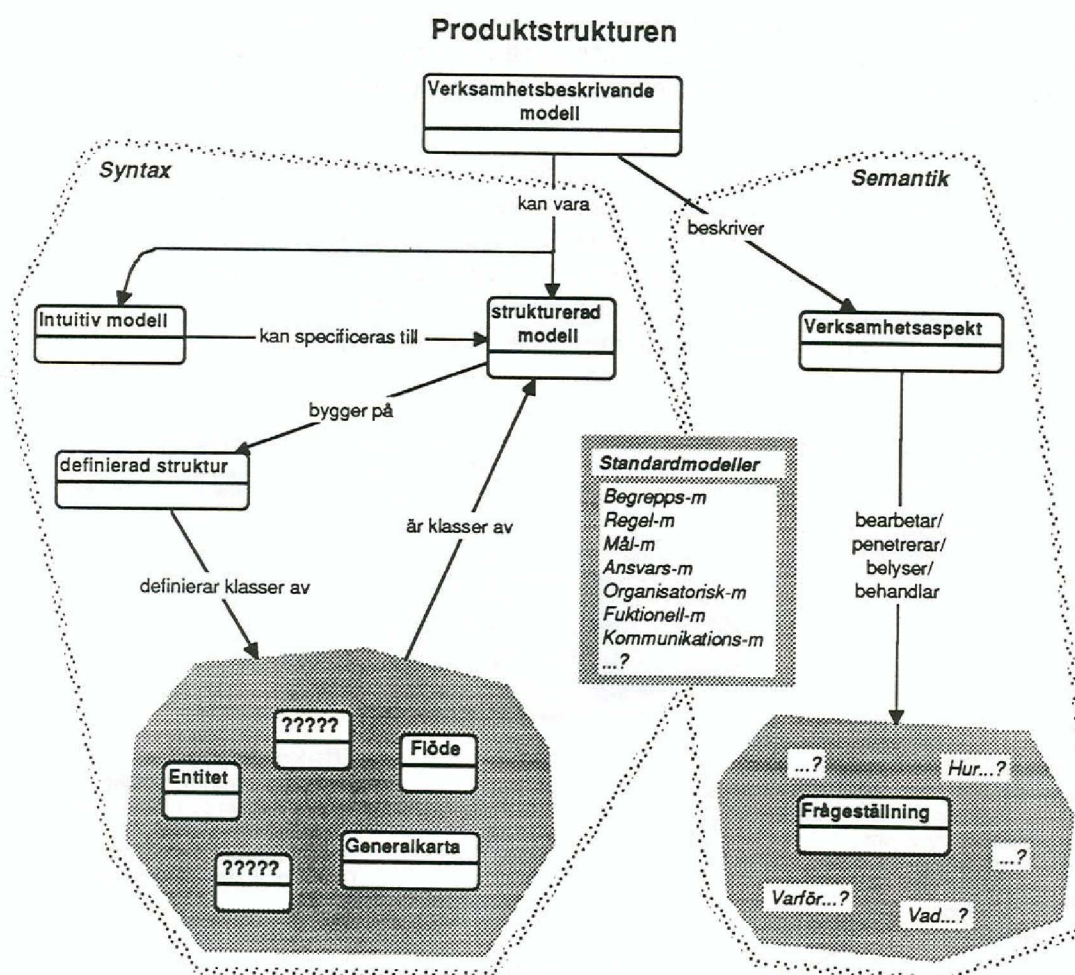 Produktstrukturen
Verksamhetsbeskrivande
modell
Syntax
Semantik
kan vara
beskriver
Intuitiv modell
kan specificeras till
strukturerad
modell
Verksamhetsaspekt
bygger på
definierad struktur
Standardmodeller
Begrepps-m
Regel-m
Mål-m
Ansvars-m
Organisatorisk-m
Fuktionell-m
Kommunikations-m
...?
är klasser av
bearbetar/
penetrerar/
belyser/
behandlar
definierar klasser av
?????
Flöde
Entitet
Generalkarta
?????
...?
Hur...?
Frågeställning
...?
Varför...?
Vad...?